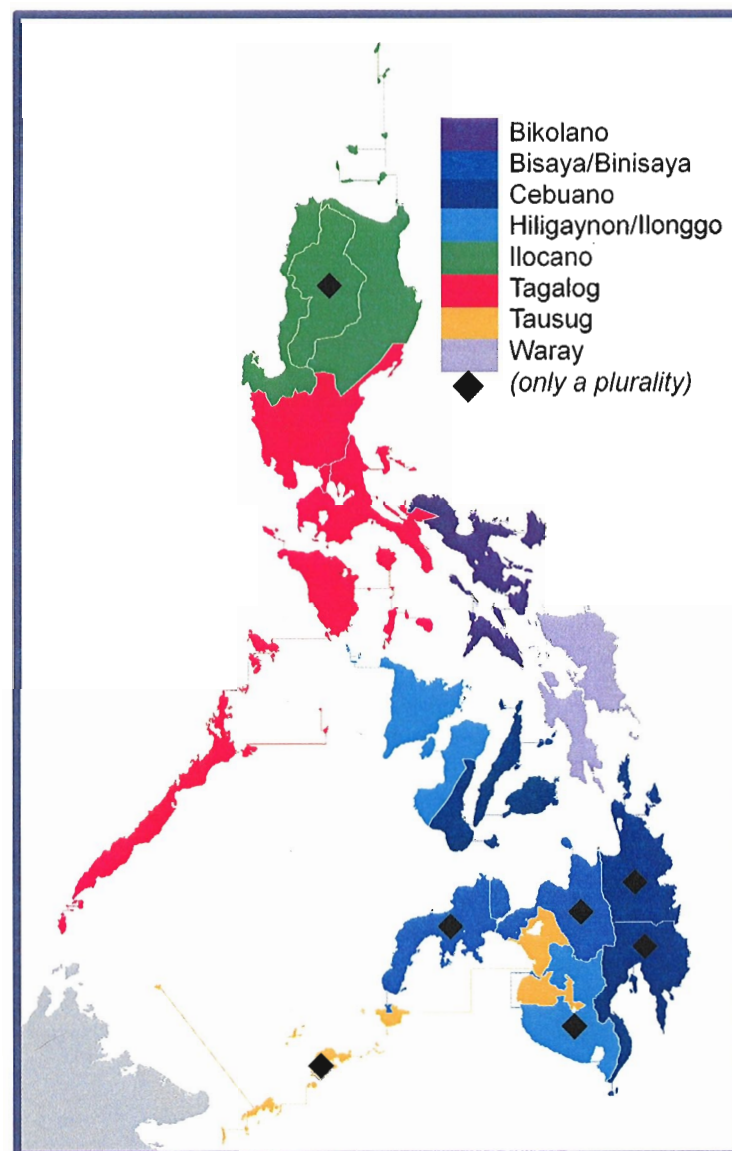 Bikolano
Bisaya/Binisaya
Cebuano
Hiligaynon/Ilonggo
Ilocano
Tagalog
Tausug
Waray
(only a plurality)